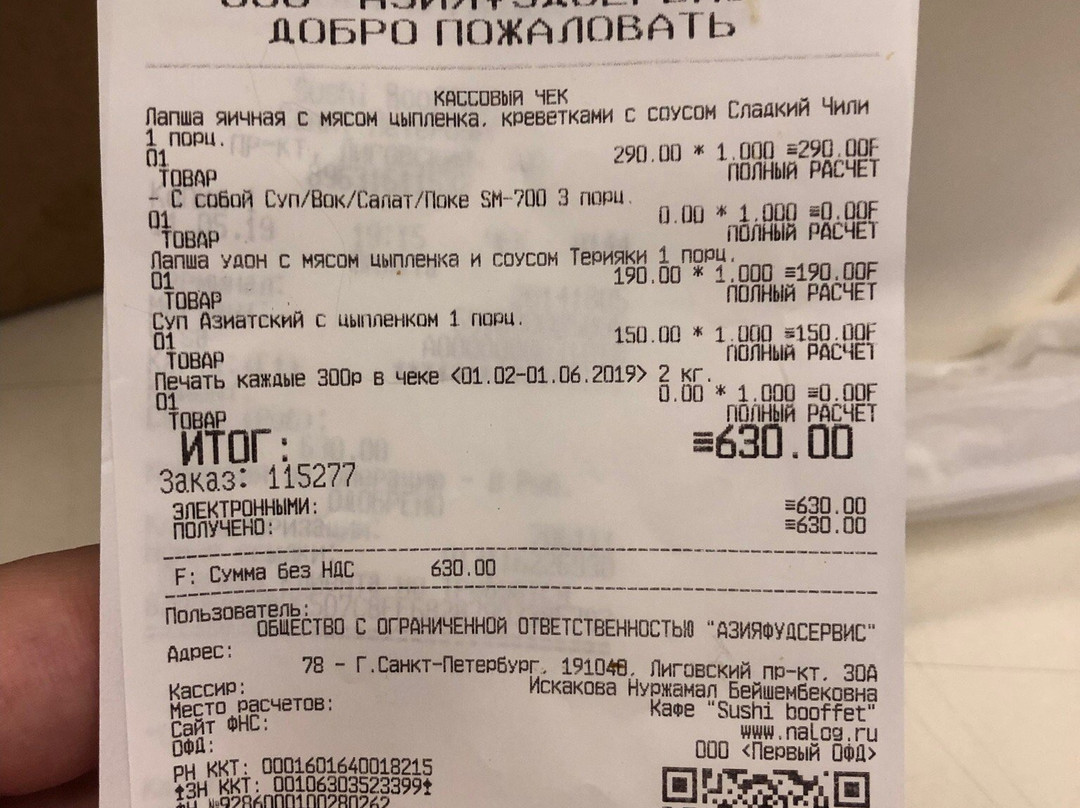 ДОБРО ПОЖАЛОВАТЬ
КАССОВЫЙ ЧЕК
Лапша яичная с мясом цыпленка, креветками с соусом Сладкий Чили
1 порц.
01 290.00 * 1.000 ≡290.00F
ТОВАР ПОЛНЫЙ РАСЧЕТ
- С собой Суп/Вок/Салат/Поке SM-700 3 порц.
01 0.00 * 1.000 ≡0.00F
ТОВАР ПОЛНЫЙ РАСЧЕТ
Лапша удон с мясом цыпленка и соусом Терияки 1 порц.
01 190.00 * 1.000 ≡190.00F
ТОВАР ПОЛНЫЙ РАСЧЕТ
Суп Азиатский с цыпленком 1 порц.
01 150.00 * 1.000 ≡150.00F
ТОВАР ПОЛНЫЙ РАСЧЕТ
Печать каждые 300р в чеке <01.02-01.06.2019> 2 кг.
01 0.00 * 1.000 ≡0.00F
ТОВАР ПОЛНЫЙ РАСЧЕТ
ИТОГ: ≡630.00
Заказ: 115277
ЭЛЕКТРОННЫМИ: ≡630.00
ПОЛУЧЕНО: ≡630.00
F: Сумма без НДС 630.00
Пользователь:
ОБЩЕСТВО С ОГРАНИЧЕННОЙ ОТВЕТСТВЕННОСТЬЮ "АЗИЯФУДСЕРВИС"
Адрес:
78 - Г.Санкт-Петербург, 191040, Лиговский пр-кт, 30А
Кассир: Искакова Нуржамал Бейшембековна
Место расчетов: Кафе "Sushi booffet"
Сайт ФНС: www.nalog.ru
ОФД: ООО <Первый ОФД>
РН ККТ: 0001601640018215
↕ЗН ККТ: 00106303523399↕
ФН №9286000100280262